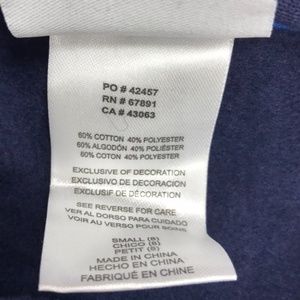 PO # 42457
RN # 67891
CA # 43063
60% COTTON 40% POLYESTER
60% ALGODÓN 40% POLIÉSTER
60% COTON 40% POLYESTER
EXCLUSIVE OF DECORATION
EXCLUSIVO DE DECORACIÓN
EXCLUSIF DE DÉCORATION
SEE REVERSE FOR CARE
VER AL DORSO PARA CUIDADO
VOIR AU VERSO POUR SOINS
SMALL (8)
CHICO (8)
PETIT (8)
MADE IN CHINA
HECHO EN CHINA
FABRIQUÉ EN CHINE